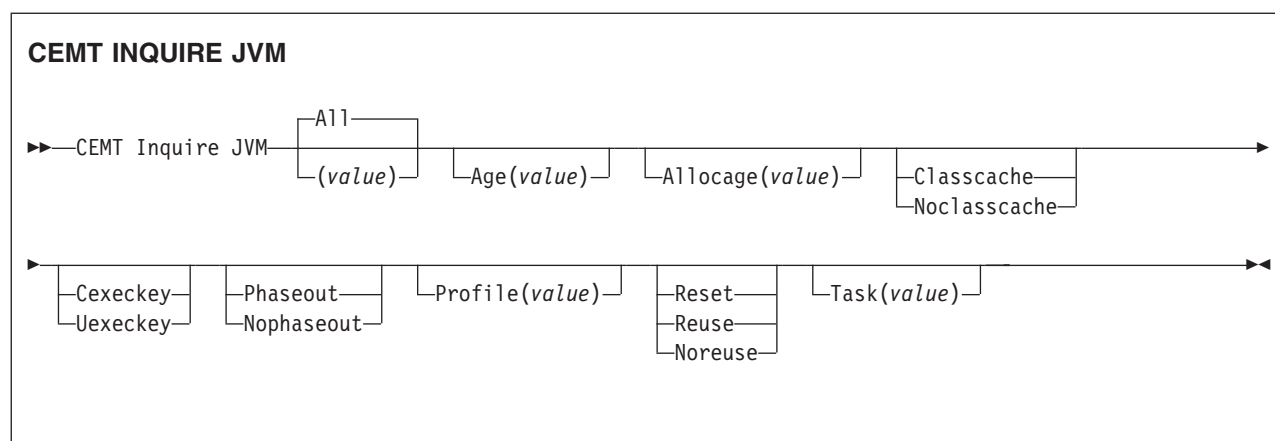 CEMT INQUIRE JVM
All
CEMT Inquire JVM
(value) Age(value) Allocage(value) Classcache
Noclasscache
Cexeckey Phaseout Profile(value) Reset Task(value)
Uexeckey Nophaseout Reuse
Noreuse